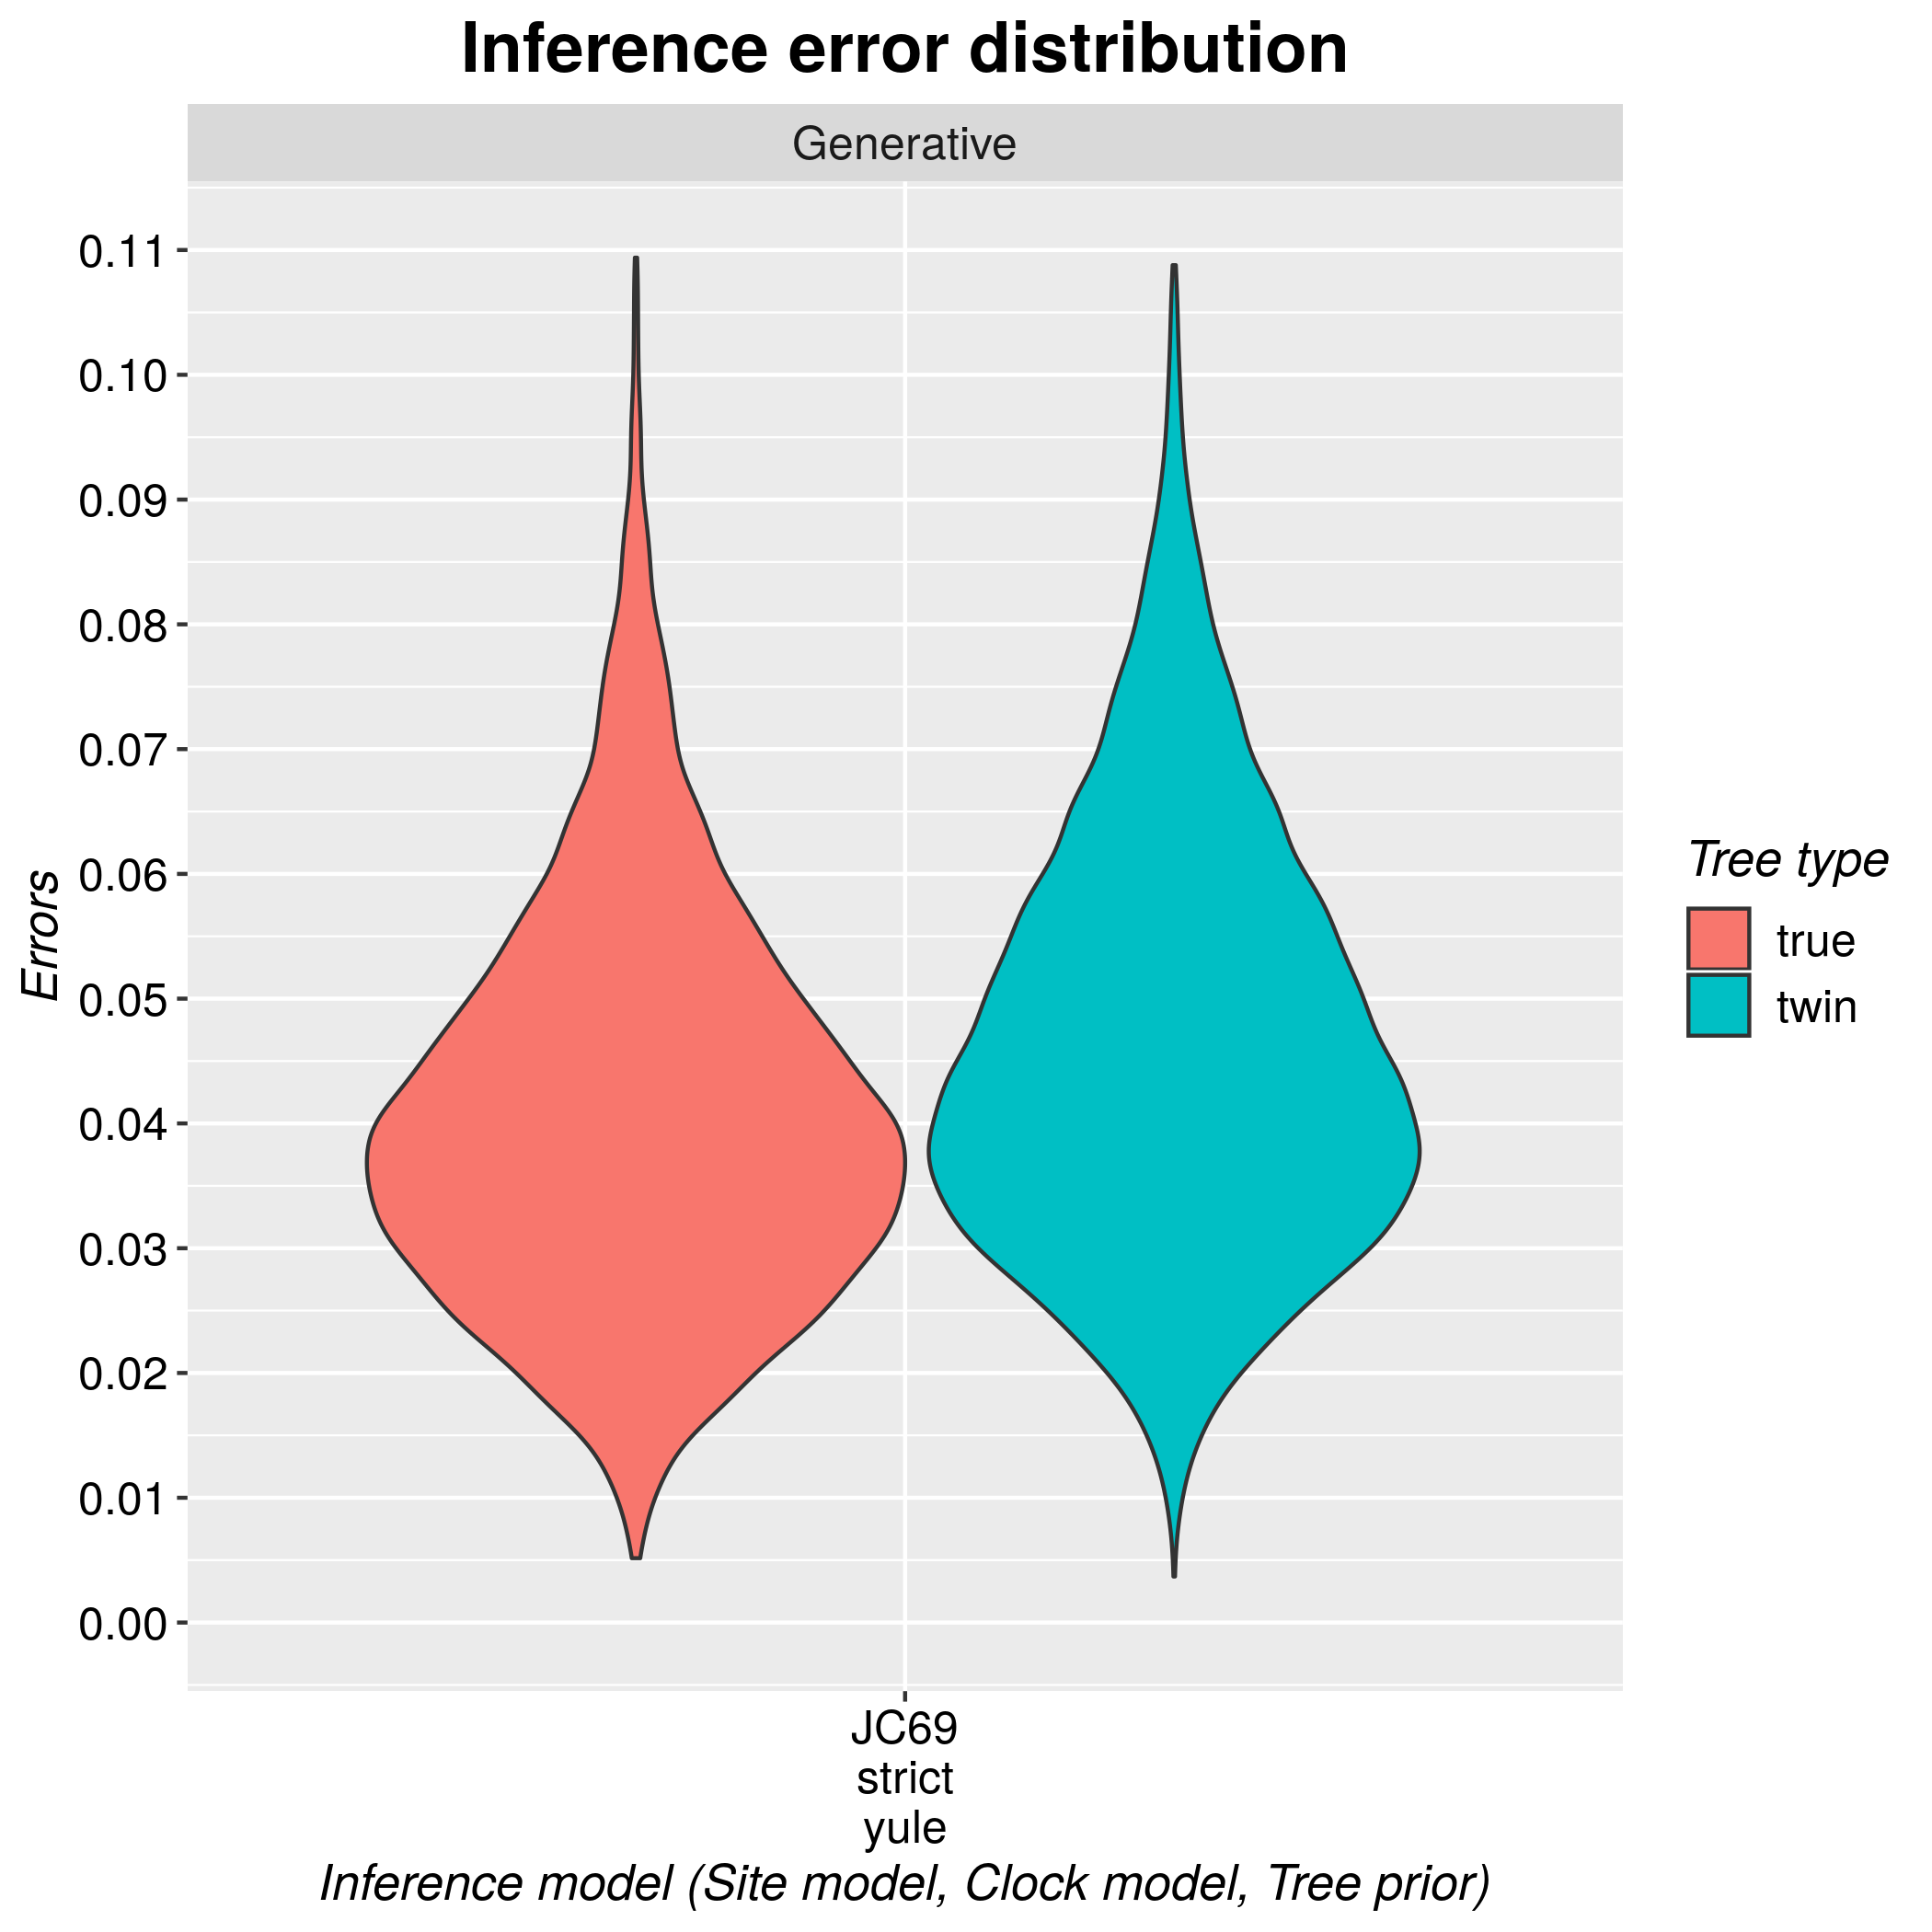 Inference error distribution
Generative
0.11
0.10
0.09
0.08
0.07
0.06
0.05
0.04
0.03
0.02
0.01
0.00
Errors
JC69
strict
yule
Inference model (Site model, Clock model, Tree prior)
Tree type
true
twin